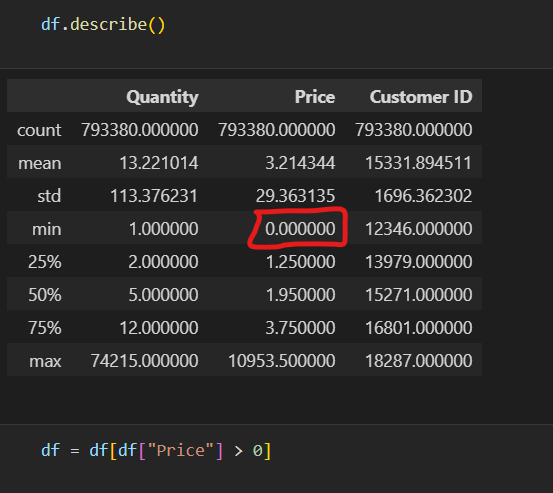 df.describe()
Quantity Price Customer ID
count 793380.000000 793380.000000 793380.000000
mean 13.221014 3.214344 15331.894511
std 113.376231 29.363135 1696.362302
min 1.000000 0.000000 12346.000000
25% 2.000000 1.250000 13979.000000
50% 5.000000 1.950000 15271.000000
75% 12.000000 3.750000 16801.000000
max 74215.000000 10953.500000 18287.000000
df = df[df["Price"] > 0]